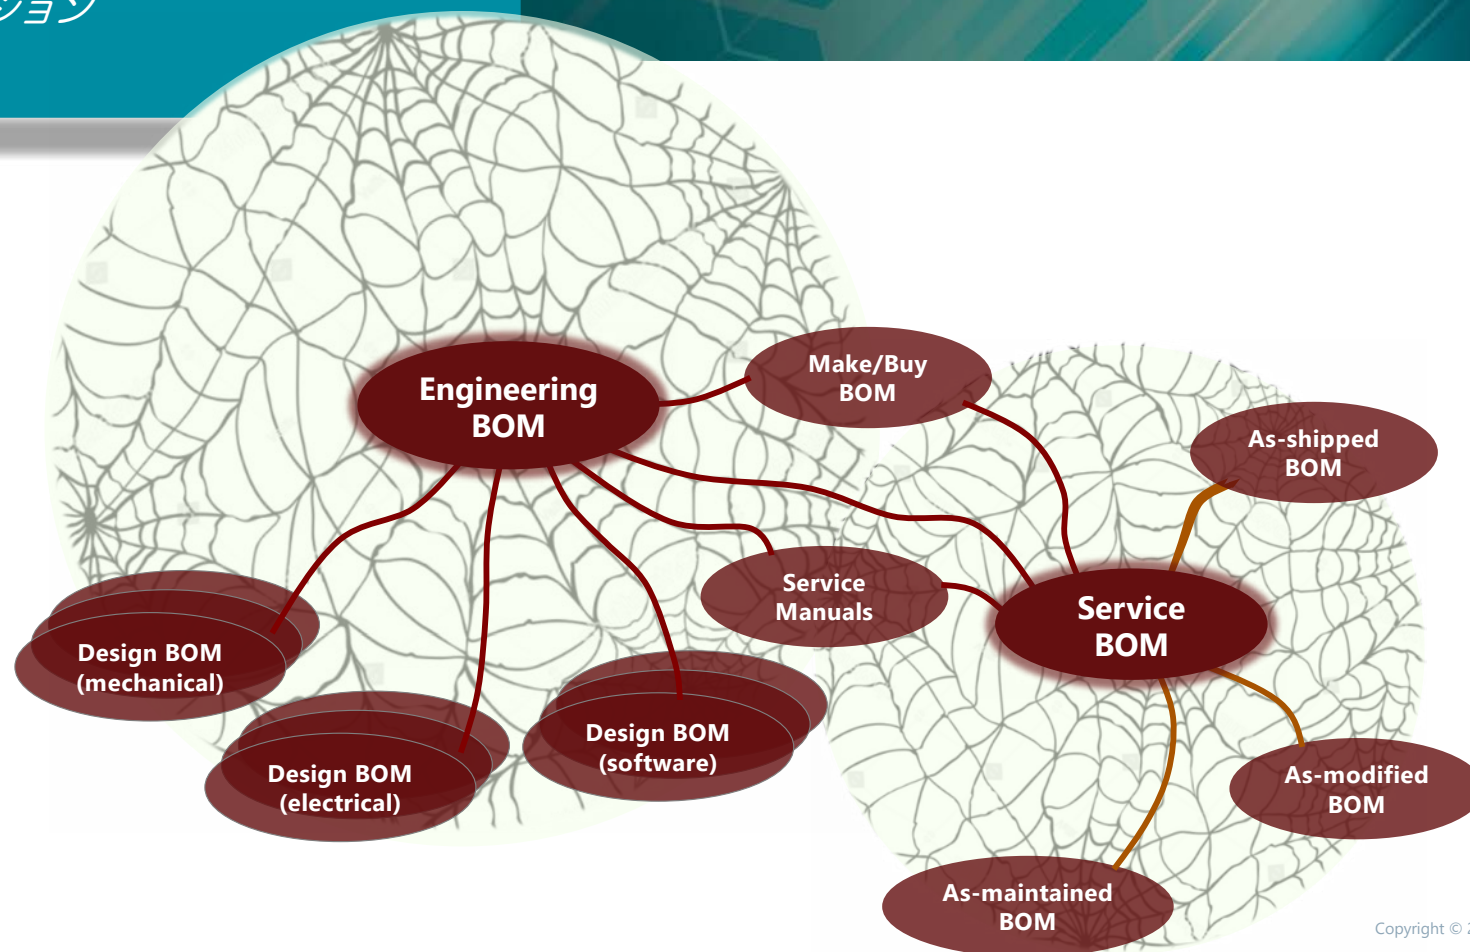 ション
Engineering
BOM
Make/Buy
BOM
As-shipped
BOM
Service
Manuals
Service
BOM
Design BOM
(mechanical)
Design BOM
(software)
Design BOM
(electrical)
As-modified
BOM
As-maintained
BOM
Copyright © 2